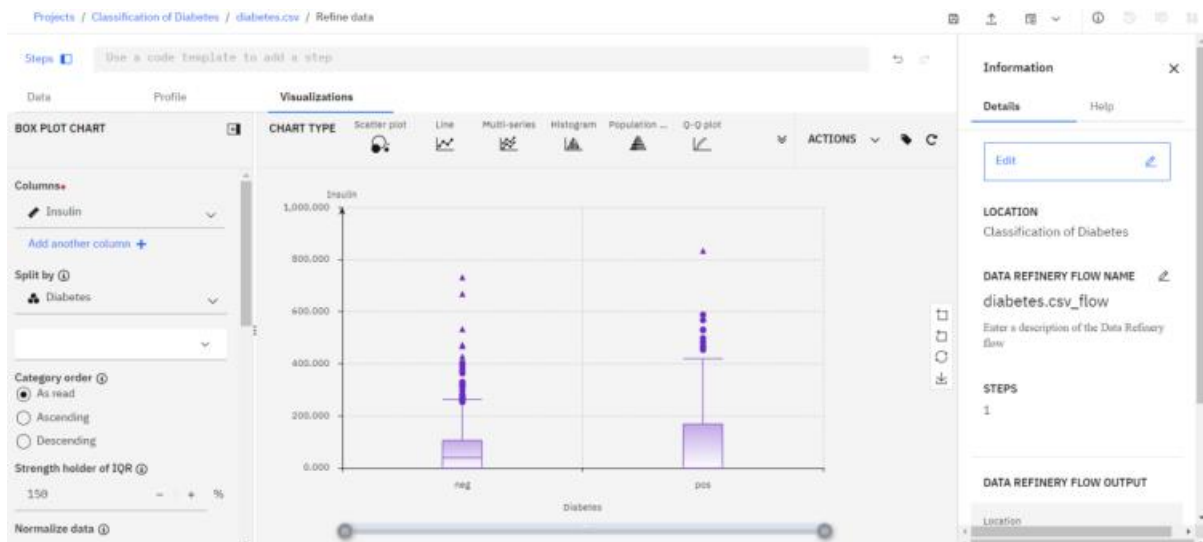 Projects / Classification of Diabetes / diabetes.csv / Refine data
Steps
Use a code template to add a step
Data
Profile
Visualizations
BOX PLOT CHART
CHART TYPE
Scatter plot
Line
Multi-series
Histogram
Population ...
Q-Q plot
ACTIONS
Columns
Insulin
Add another column +
Split by
Diabetes
Category order
As read
Ascending
Descending
Strength holder of IQR
150
- + %
Normalize data
Insulin
1,000.000
800.000
600.000
400.000
200.000
0.000
neg
pos
Diabetes
Information
Details
Help
Edit
LOCATION
Classification of Diabetes
DATA REFINERY FLOW NAME
diabetes.csv_flow
Enter a description of the Data Refinery
flow
STEPS
1
DATA REFINERY FLOW OUTPUT
Location